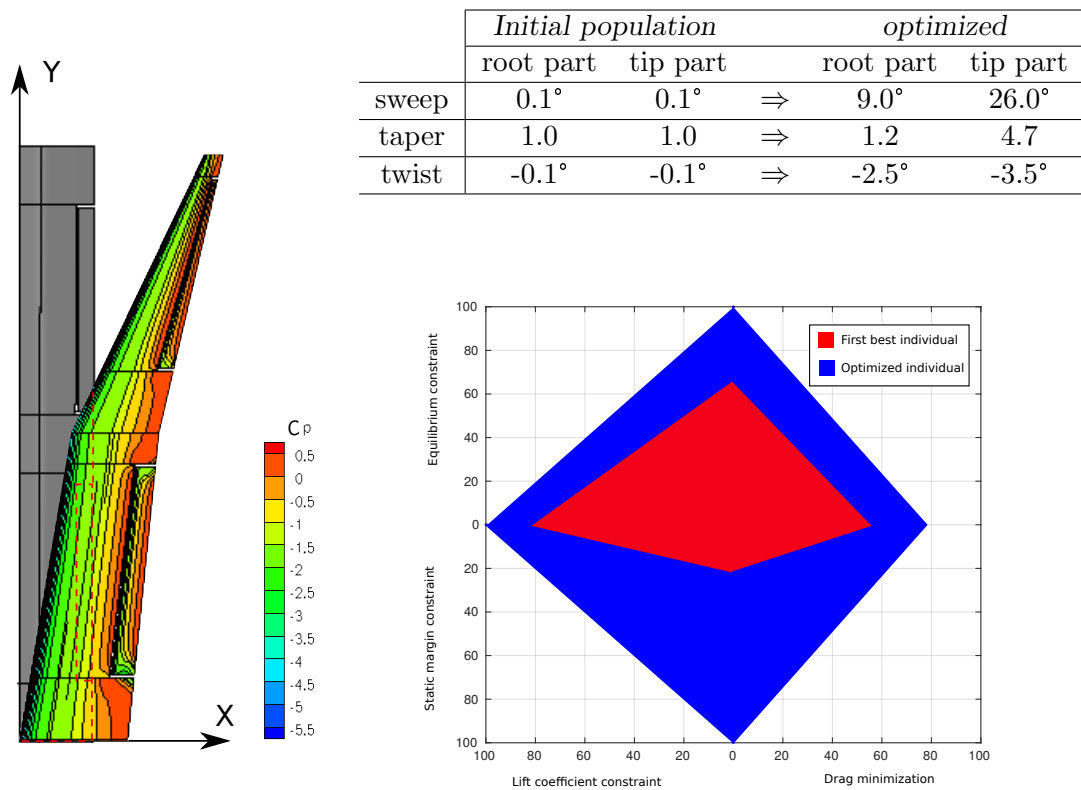 Initial population optimized
root part tip part root part tip part
sweep 0.1° 0.1° ⇒ 9.0° 26.0°
taper 1.0 1.0 ⇒ 1.2 4.7
twist -0.1° -0.1° ⇒ -2.5° -3.5°
Y
X
Cp
0.5
0
-0.5
-1
-1.5
-2
-2.5
-3
-3.5
-4
-4.5
-5
-5.5
First best individual
Optimized individual
Equilibrium constraint
Static margin constraint
100
80
60
40
20
0
20
40
60
80
100
100 80 60 40 20 0 20 40 60 80 100
Lift coefficient constraint Drag minimization